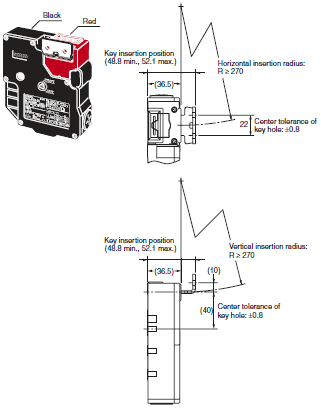 Black
Red
Key insertion position
(48.8 min., 52.1 max.)
Horizontal insertion radius:
R ≥ 270
(36.5)
22
Center tolerance of
key hole: ±0.8
Key insertion position
(48.8 min., 52.1 max.)
Vertical insertion radius:
R ≥ 270
(36.5)
(10)
(40)
Center tolerance of
key hole: ±0.8